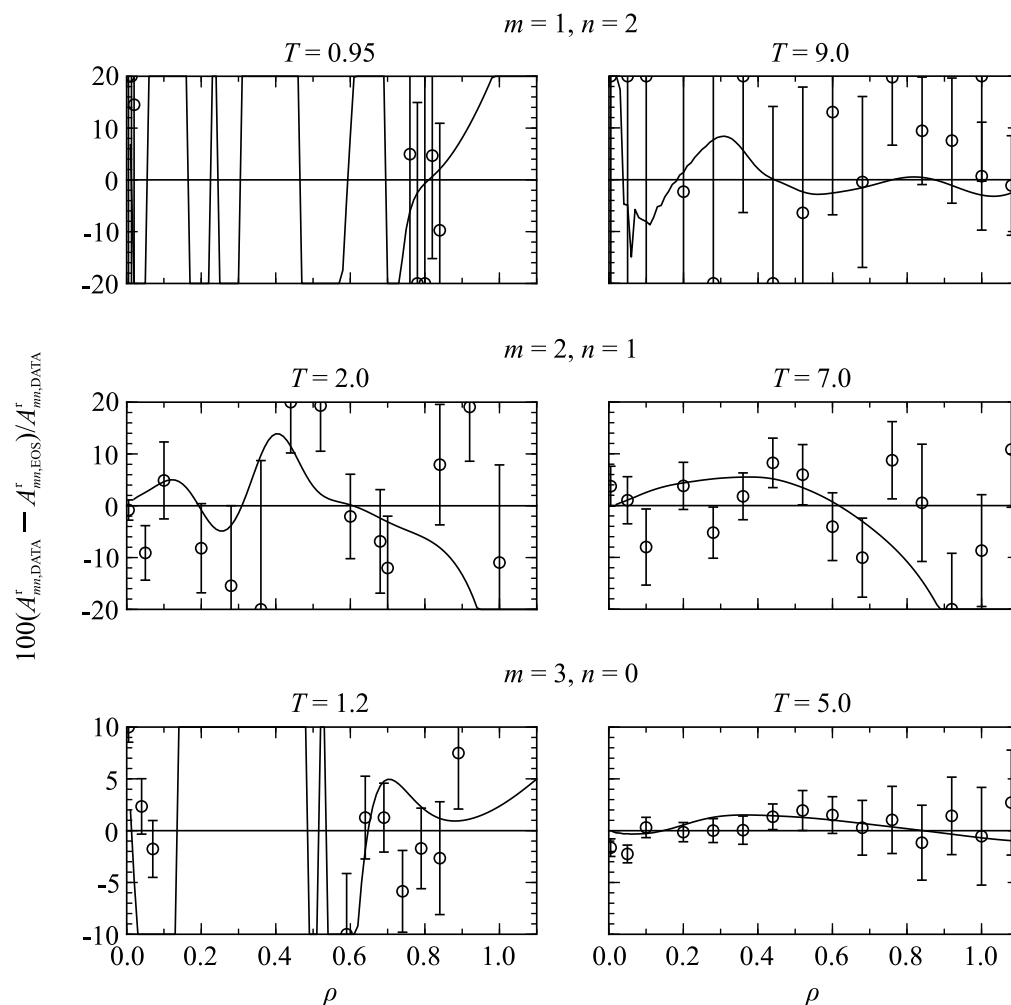 m = 1, n = 2
T = 0.95
T = 9.0
20
10
0
-10
-20
m = 2, n = 1
T = 2.0
T = 7.0
20
10
0
-10
-20
100(A^r_mn,DATA − A^r_mn,EOS)/A^r_mn,DATA
m = 3, n = 0
T = 1.2
T = 5.0
10
5
0
-5
-10
0.0 0.2 0.4 0.6 0.8 1.0 0.0 0.2 0.4 0.6 0.8 1.0
ρ ρ